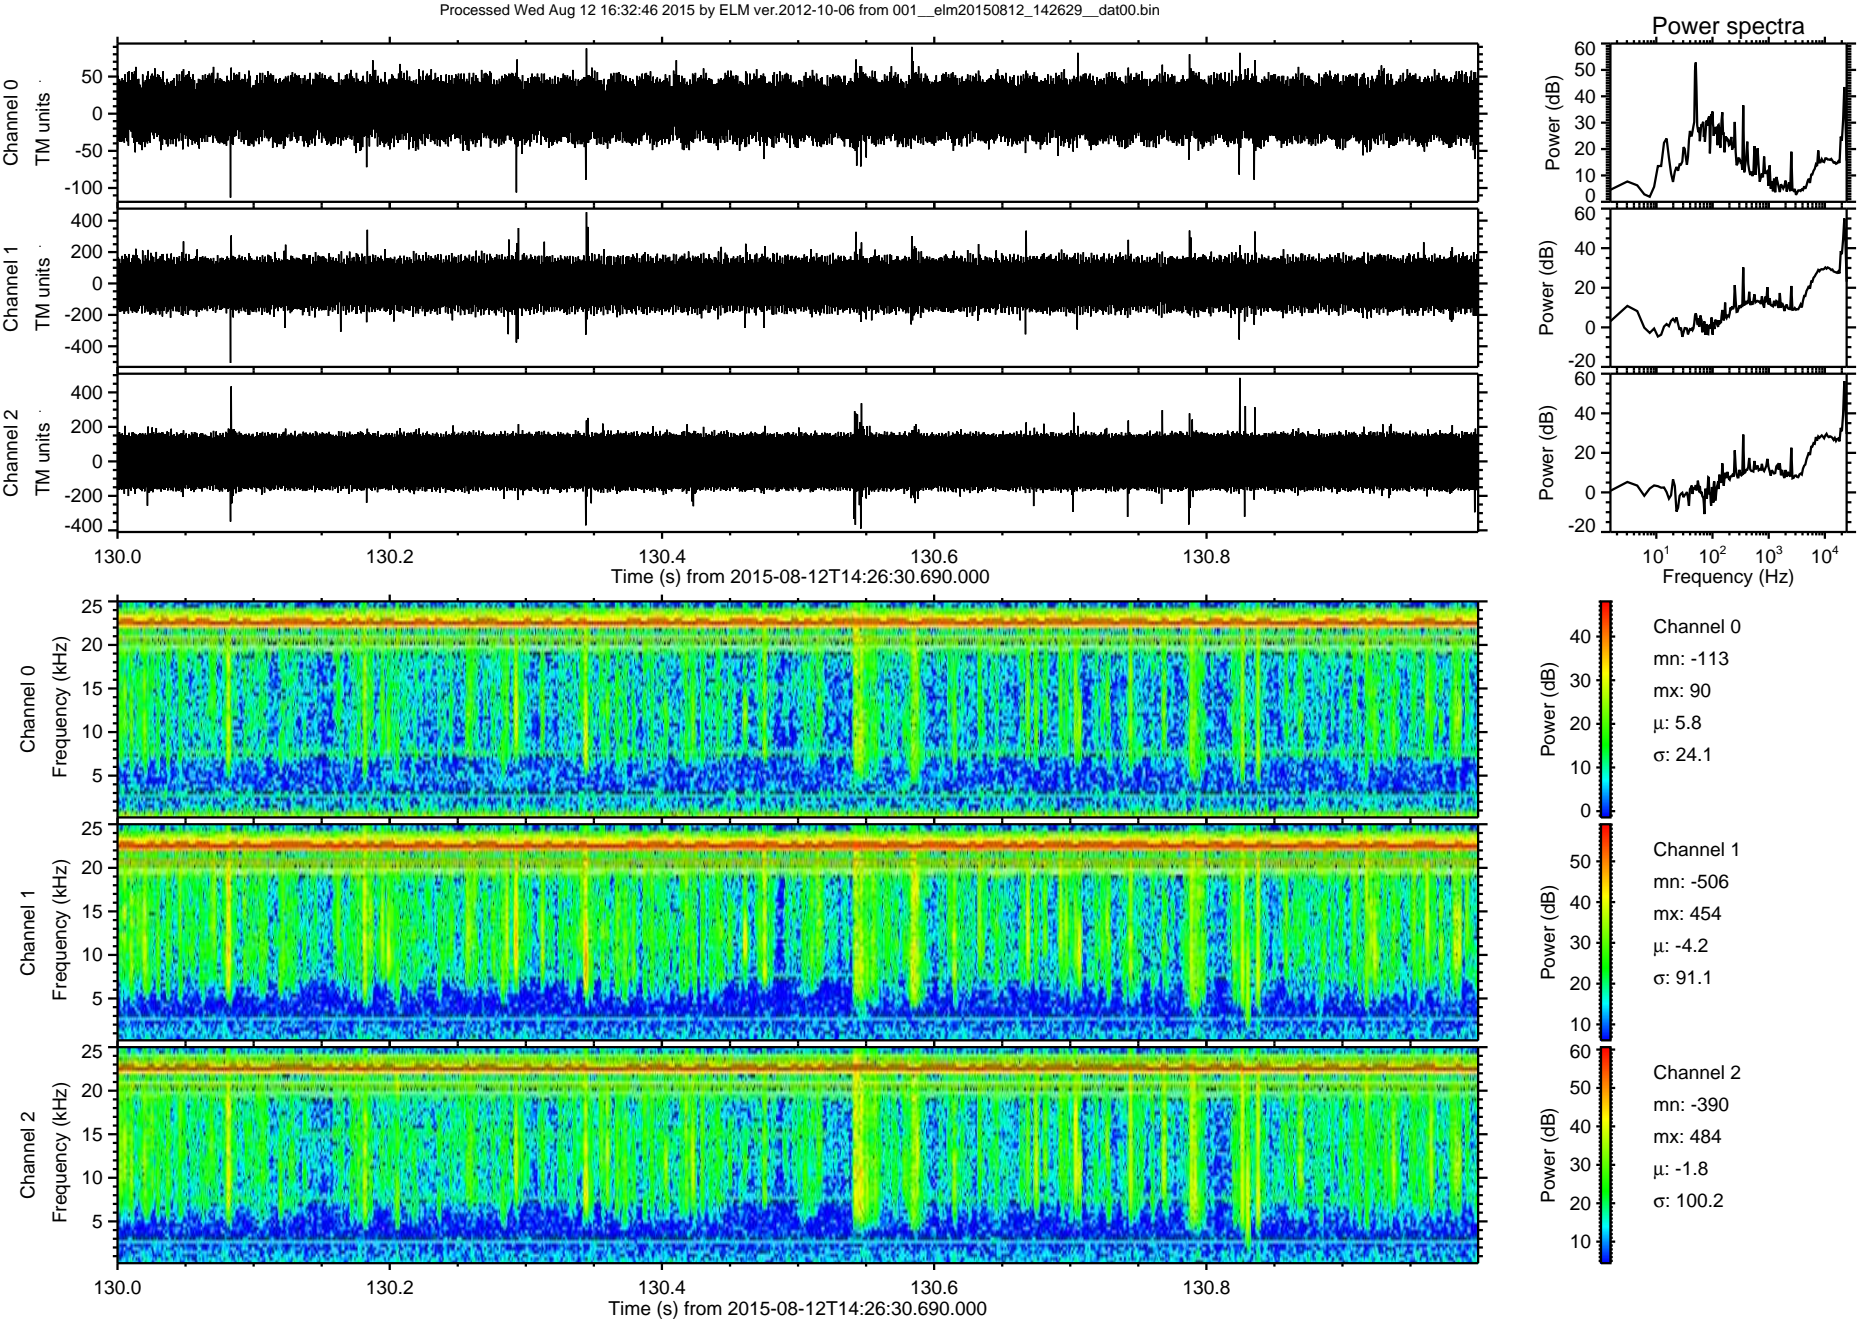 Processed Wed Aug 12 16:32:46 2015 by ELM ver.2012-10-06 from 001__elm20150812_142629__dat00.bin
Power spectra
Channel 0
TM units
50
0
-50
-100
Power (dB)
60
50
40
30
20
10
0
Channel 1
TM units
400
200
0
-200
-400
Power (dB)
60
40
20
0
-20
Channel 2
TM units
400
200
0
-200
-400
Power (dB)
60
40
20
0
-20
130.0 130.2 130.4 130.6 130.8
Time (s) from 2015-08-12T14:26:30.690.000
10¹ 10² 10³ 10⁴
Frequency (Hz)
Channel 0
Frequency (kHz)
25
20
15
10
5
Power (dB)
40
30
20
10
0
Channel 0
mn: -113
mx: 90
μ: 5.8
σ: 24.1
Channel 1
Frequency (kHz)
25
20
15
10
5
Power (dB)
50
40
30
20
10
Channel 1
mn: -506
mx: 454
μ: -4.2
σ: 91.1
Channel 2
Frequency (kHz)
25
20
15
10
5
Power (dB)
60
50
40
30
20
10
Channel 2
mn: -390
mx: 484
μ: -1.8
σ: 100.2
130.0 130.2 130.4 130.6 130.8
Time (s) from 2015-08-12T14:26:30.690.000